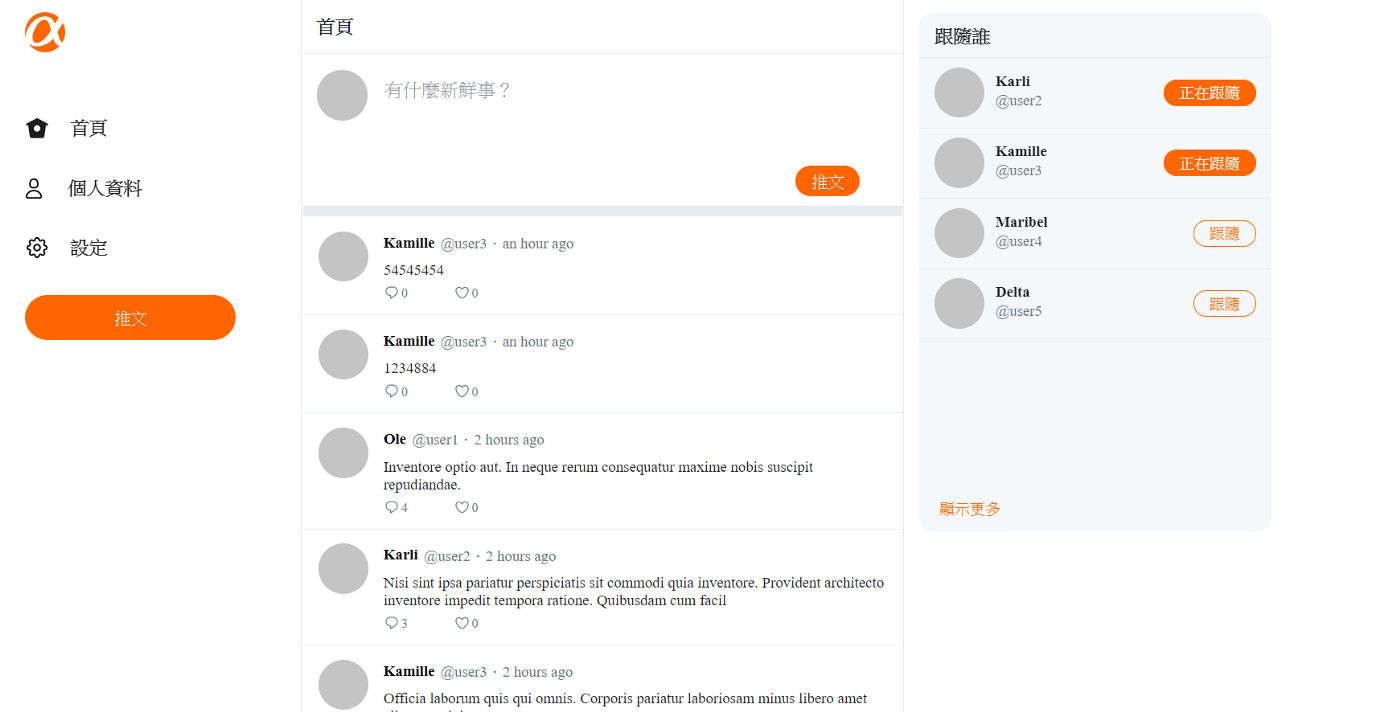 首頁
個人資料
設定
推文
首頁
有什麼新鮮事？
推文
Kamille @user3 · an hour ago
54545454
0 0
Kamille @user3 · an hour ago
1234884
0 0
Ole @user1 · 2 hours ago
Inventore optio aut. In neque rerum consequatur maxime nobis suscipit
repudiandae.
4 0
Karli @user2 · 2 hours ago
Nisi sint ipsa pariatur perspiciatis sit commodi quia inventore. Provident architecto
inventore impedit tempora ratione. Quibusdam cum facil
3 0
Kamille @user3 · 2 hours ago
Officia laborum quis qui omnis. Corporis pariatur laboriosam minus libero amet
跟隨誰
Karli
@user2
正在跟隨
Kamille
@user3
正在跟隨
Maribel
@user4
跟隨
Delta
@user5
跟隨
顯示更多